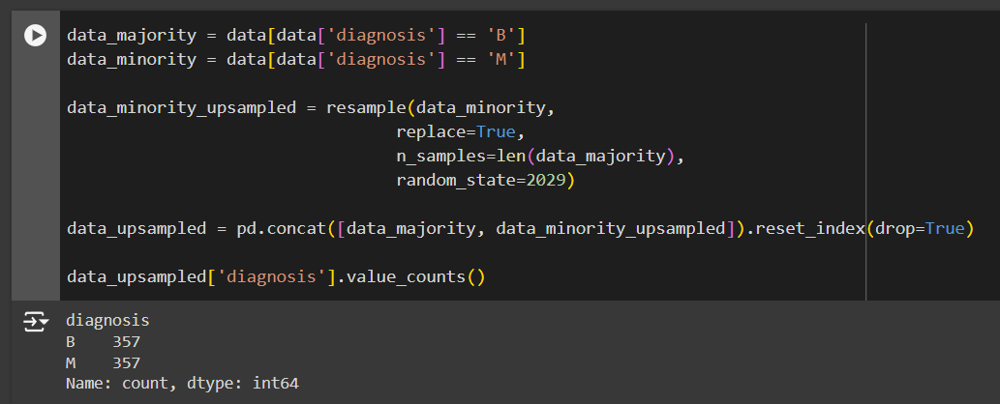 data_majority = data[data['diagnosis'] == 'B']
data_minority = data[data['diagnosis'] == 'M']
data_minority_upsampled = resample(data_minority,
                                   replace=True,
                                   n_samples=len(data_majority),
                                   random_state=2029)
data_upsampled = pd.concat([data_majority, data_minority_upsampled]).reset_index(drop=True)
data_upsampled['diagnosis'].value_counts()
diagnosis
B    357
M    357
Name: count, dtype: int64